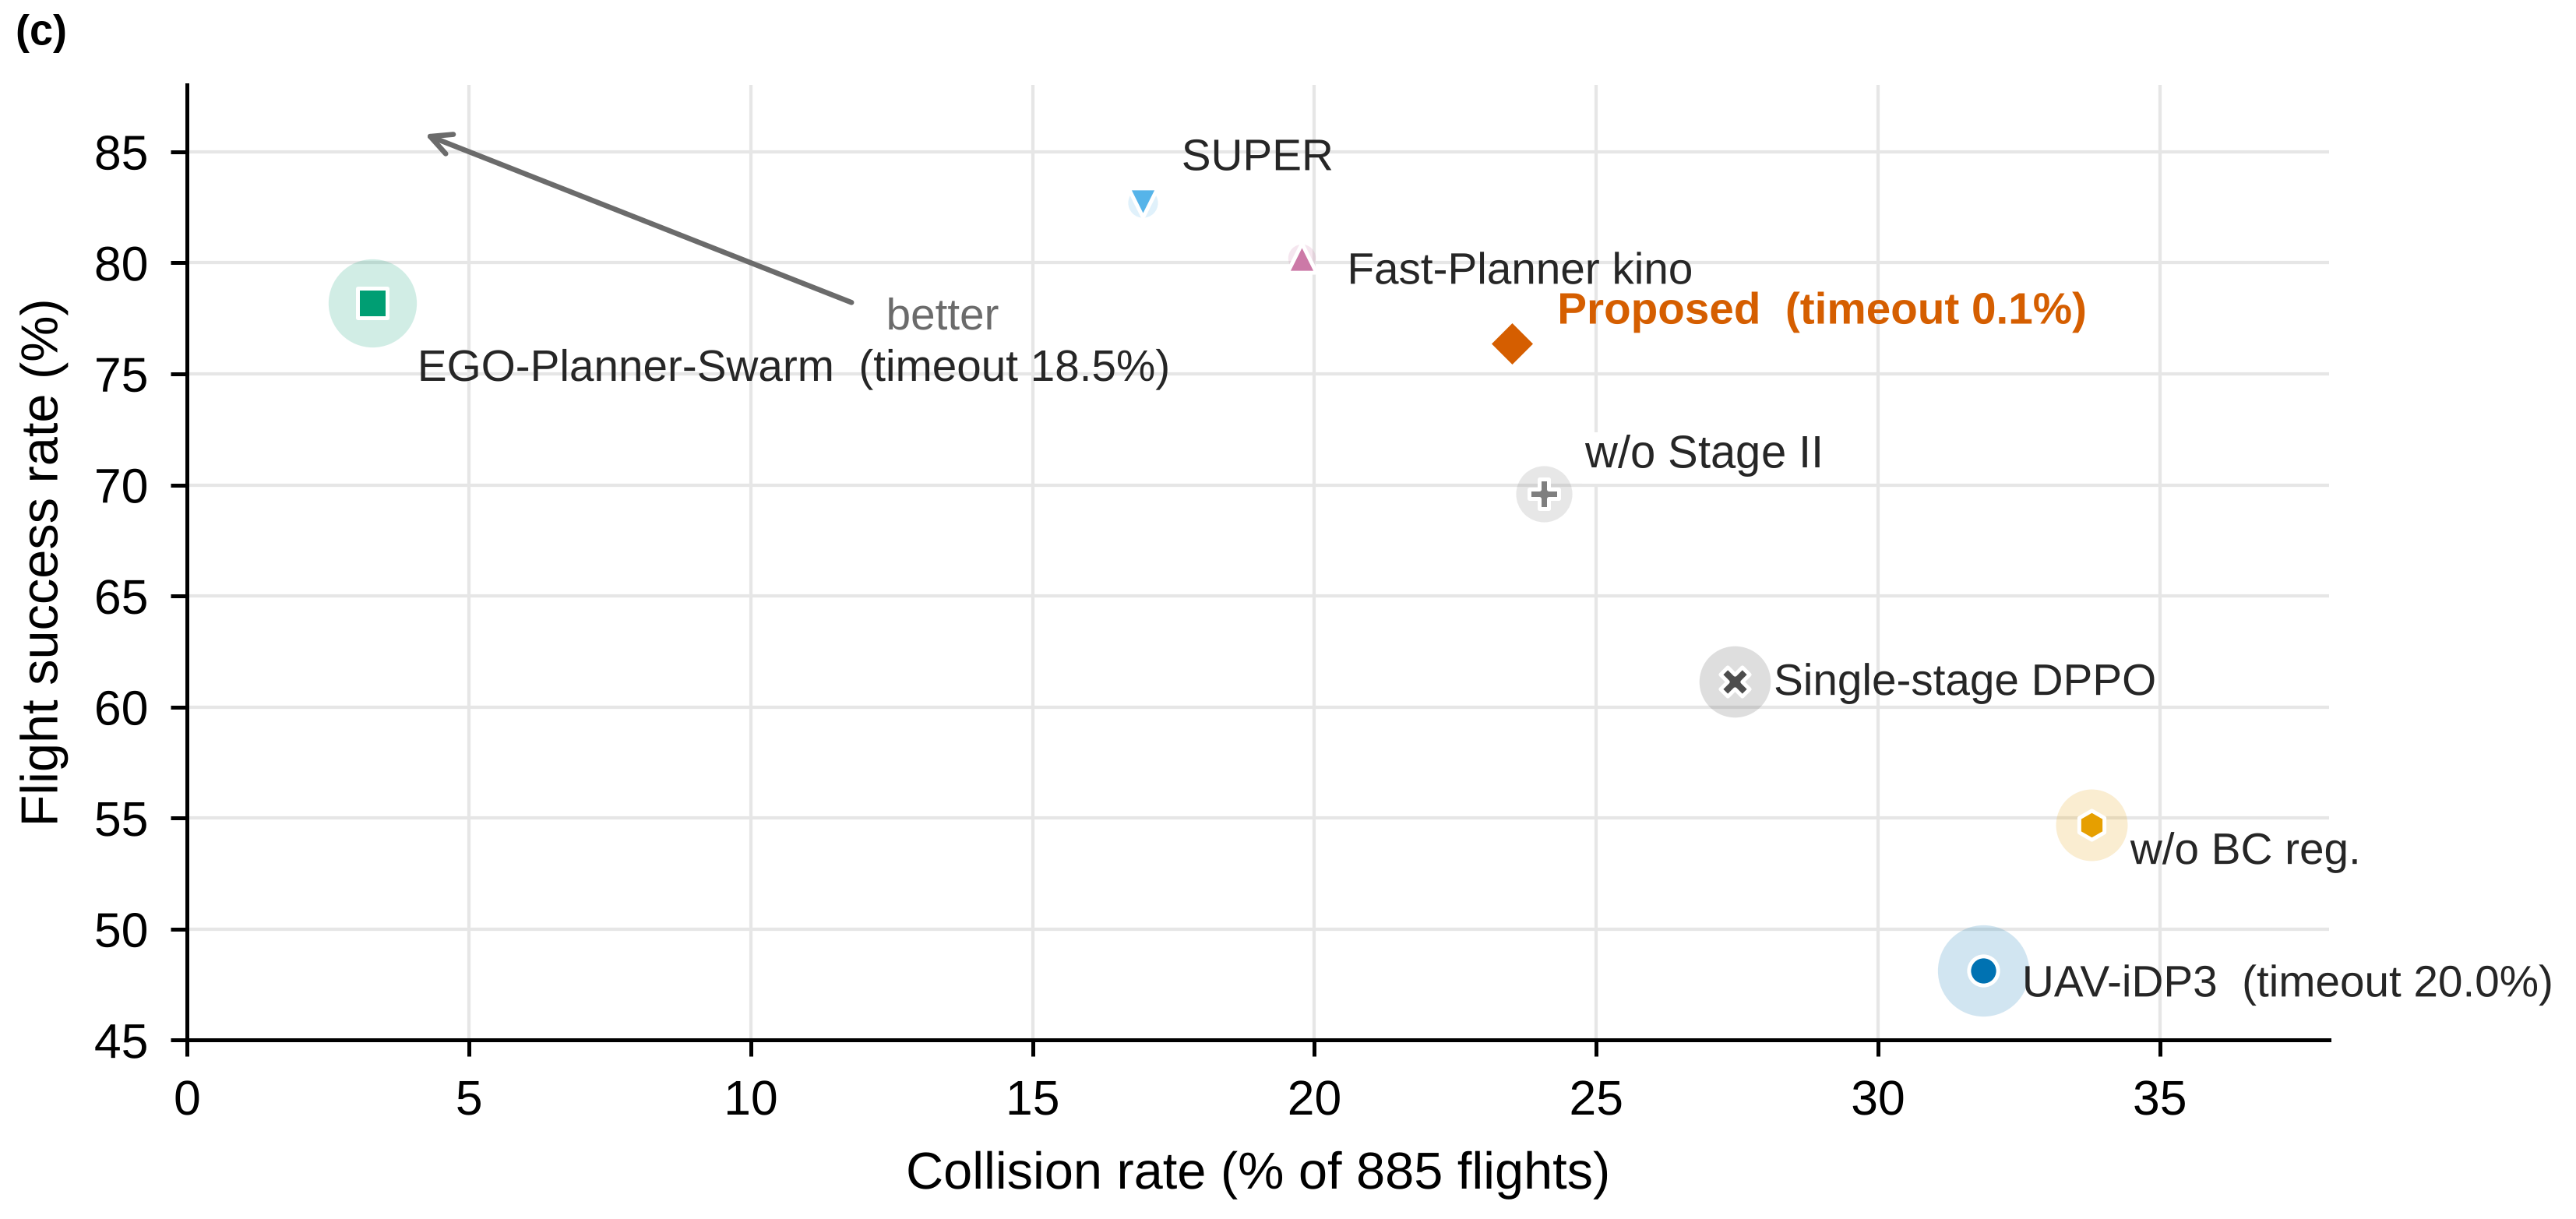 (c)
Flight success rate (%)
85
80
75
70
65
60
55
50
45
SUPER
Fast-Planner kino
Proposed (timeout 0.1%)
better
EGO-Planner-Swarm (timeout 18.5%)
w/o Stage II
Single-stage DPPO
w/o BC reg.
UAV-iDP3 (timeout 20.0%)
0 5 10 15 20 25 30 35
Collision rate (% of 885 flights)